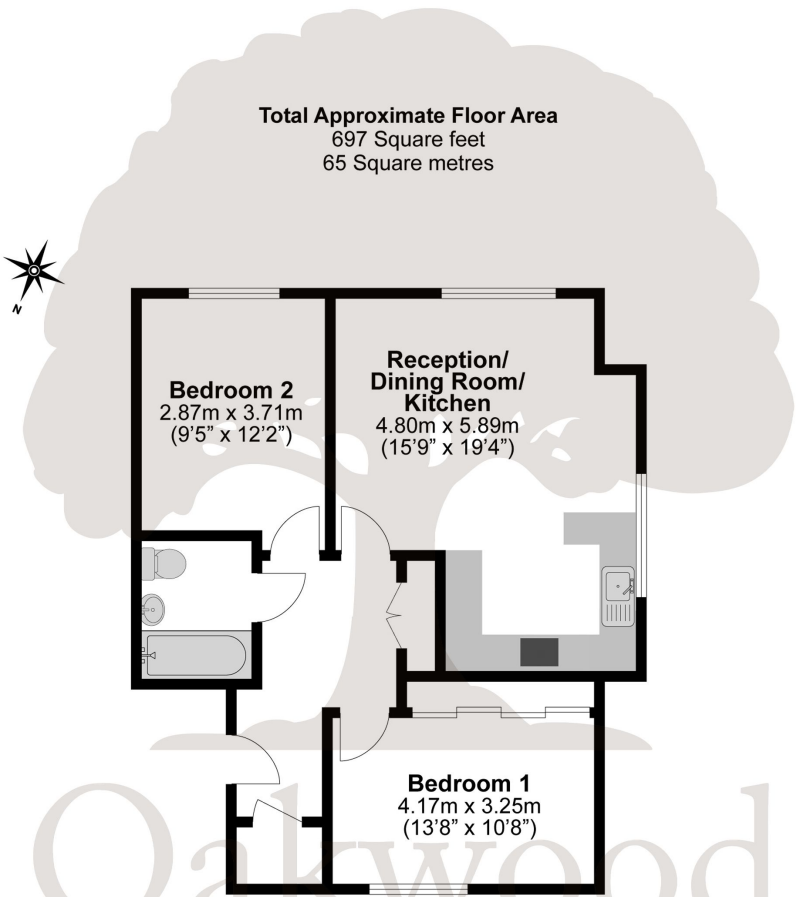 Total Approximate Floor Area
697 Square feet
65 Square metres
N
Bedroom 2
2.87m x 3.71m
(9'5” x 12'2”)
Reception/
Dining Room/
Kitchen
4.80m x 5.89m
(15'9” x 19'4”)
Bedroom 1
4.17m x 3.25m
(13'8” x 10'8”)
Oakwood